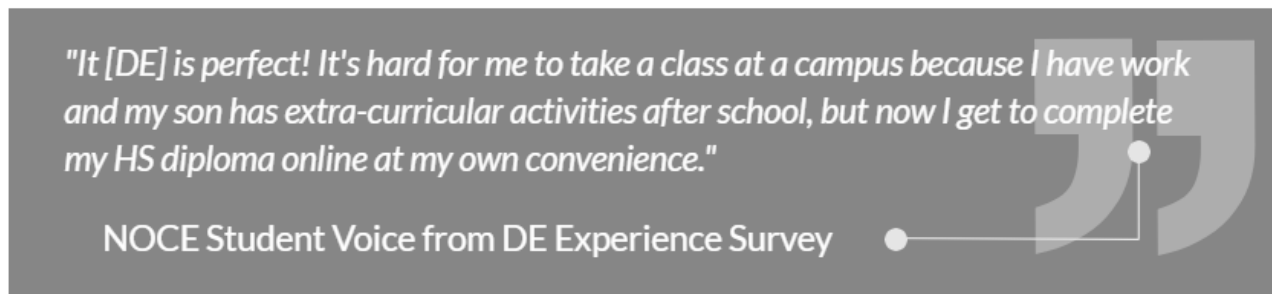 "It [DE] is perfect! It's hard for me to take a class at a campus because I have work
and my son has extra-curricular activities after school, but now I get to complete
my HS diploma online at my own convenience."
NOCE Student Voice from DE Experience Survey